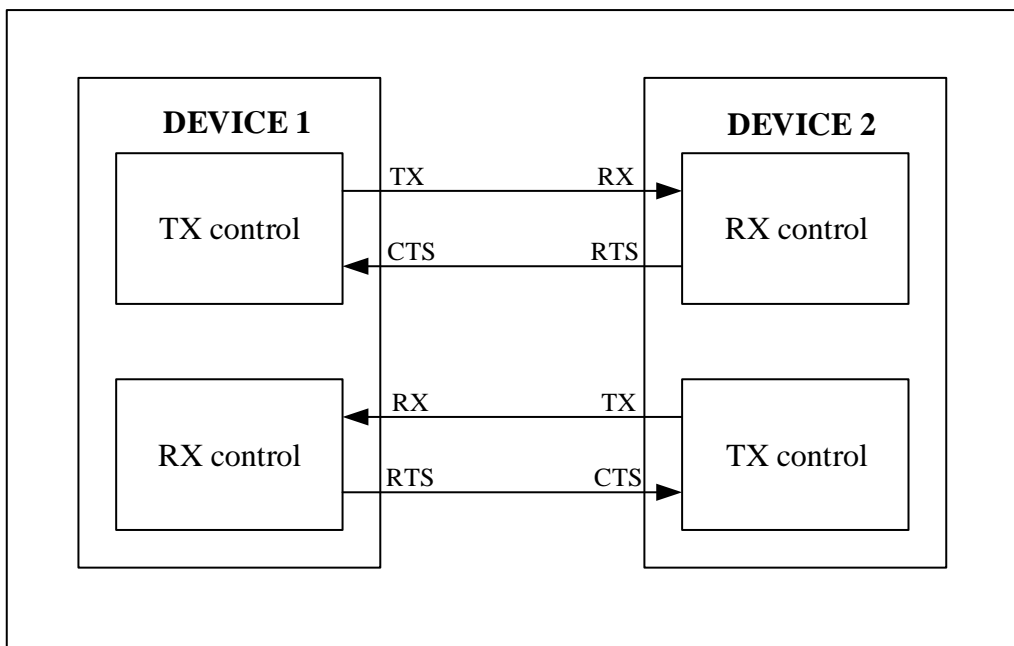 DEVICE 1
DEVICE 2
TX
RX
TX control
RX control
CTS
RTS
RX
TX
RX control
TX control
RTS
CTS